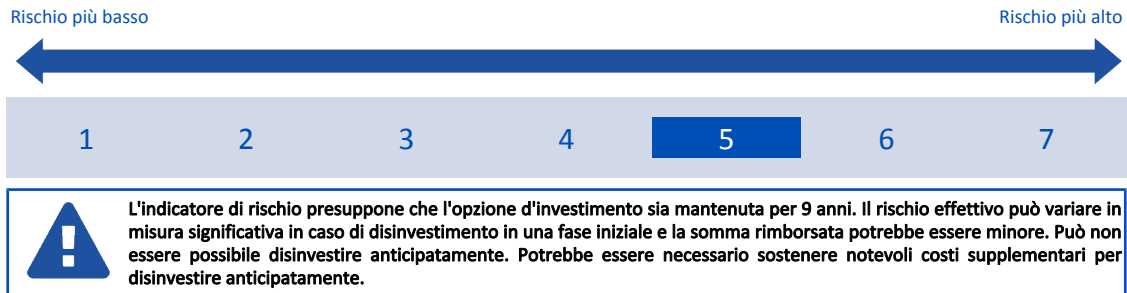 Rischio più basso Rischio più alto
1 2 3 4 5 6 7
L'indicatore di rischio presuppone che l'opzione d'investimento sia mantenuta per 9 anni. Il rischio effettivo può variare in
misura significativa in caso di disinvestimento in una fase iniziale e la somma rimborsata potrebbe essere minore. Può non
essere possibile disinvestire anticipatamente. Potrebbe essere necessario sostenere notevoli costi supplementari per
disinvestire anticipatamente.